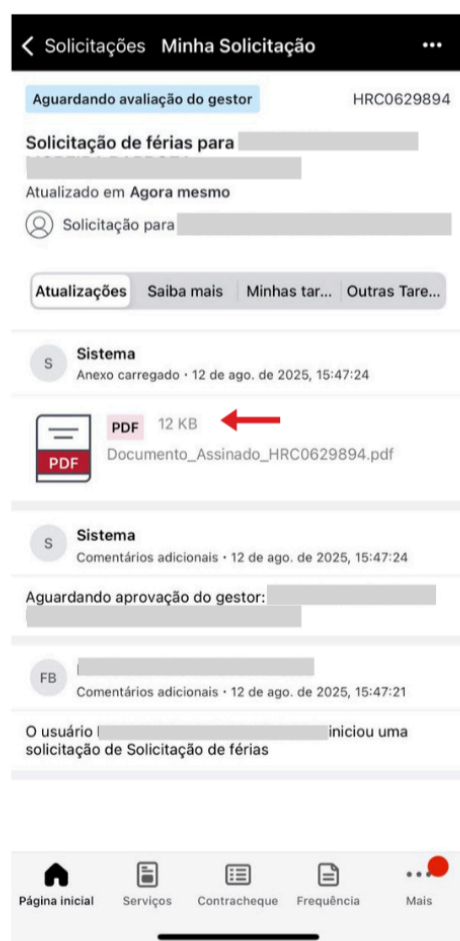 Solicitações Minha Solicitação
Aguardando avaliação do gestor HRC0629894
Solicitação de férias para
Atualizado em Agora mesmo
Solicitação para
Atualizações Saiba mais Minhas tar... Outras Tare...
S Sistema
Anexo carregado • 12 de ago. de 2025, 15:47:24
PDF PDF 12 KB
Documento_Assinado_HRC0629894.pdf
S Sistema
Comentários adicionais • 12 de ago. de 2025, 15:47:24
Aguardando aprovação do gestor:
FB
Comentários adicionais • 12 de ago. de 2025, 15:47:21
O usuário iniciou uma
solicitação de Solicitação de férias
Página inicial Serviços Contracheque Frequência Mais